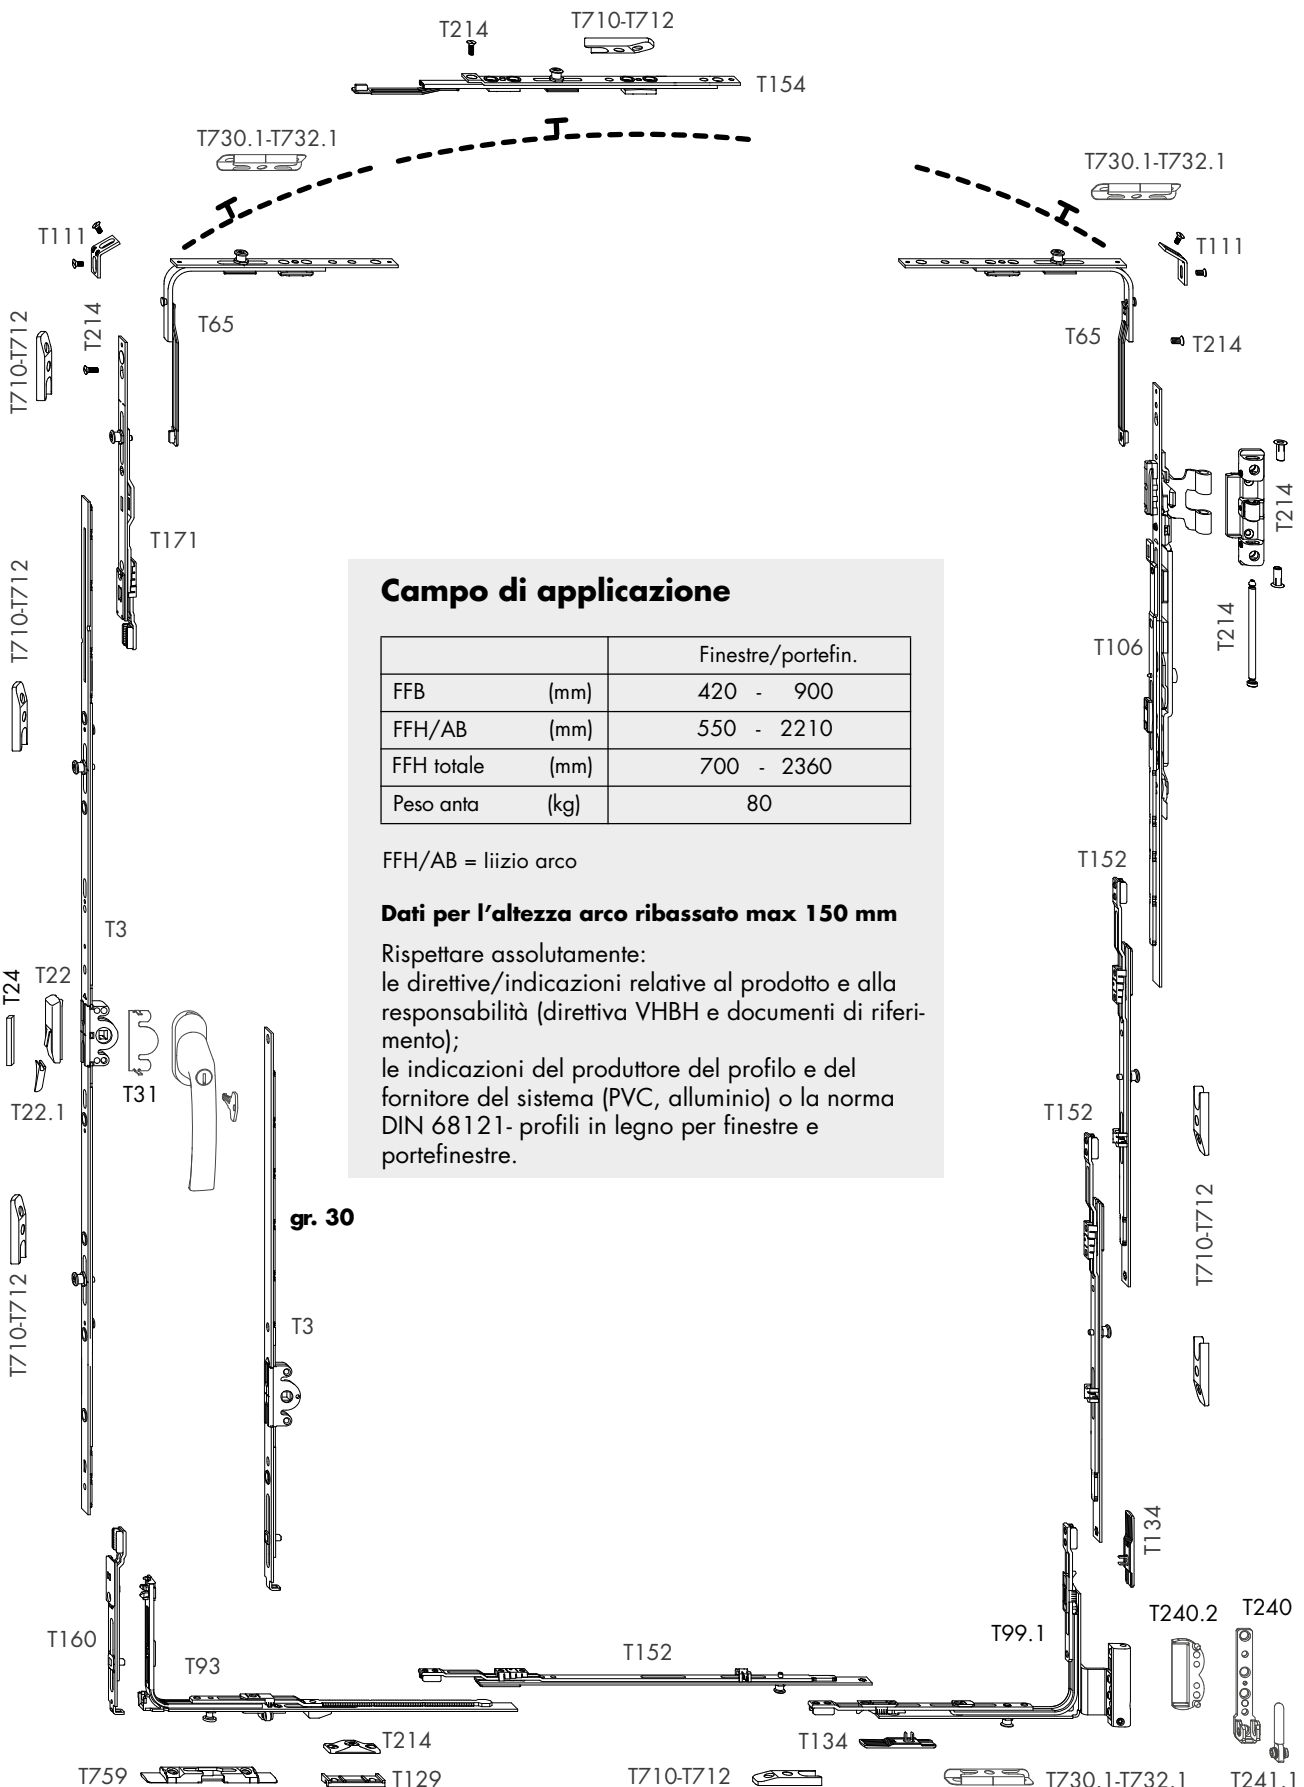 T214
T710-T712
T154
T730.1-T732.1
T730.1-T732.1
T111
T111
T710-T712
T214
T65
T65
T214
T214
T171
T710-T712
T214
T106
Campo di applicazione
Finestre/portefin.
FFB (mm) 420 - 900
FFH/AB (mm) 550 - 2210
FFH totale (mm) 700 - 2360
Peso anta (kg) 80
FFH/AB = liizio arco
Dati per l'altezza arco ribassato max 150 mm
Rispettare assolutamente:
le direttive/indicazioni relative al prodotto e alla
responsabilità (direttiva VHBH e documenti di riferi-
mento);
le indicazioni del produttore del profilo e del
fornitore del sistema (PVC, alluminio) o la norma
DIN 68121- profili in legno per finestre e
portefinestre.
T152
T3
T24
T22
T31
T22.1
T152
T710-T712
gr. 30
T710-T712
T3
T134
T240.2
T240
T160
T93
T152
T99.1
T214
T134
T759
T129
T710-T712
T730.1-T732.1
T241.1